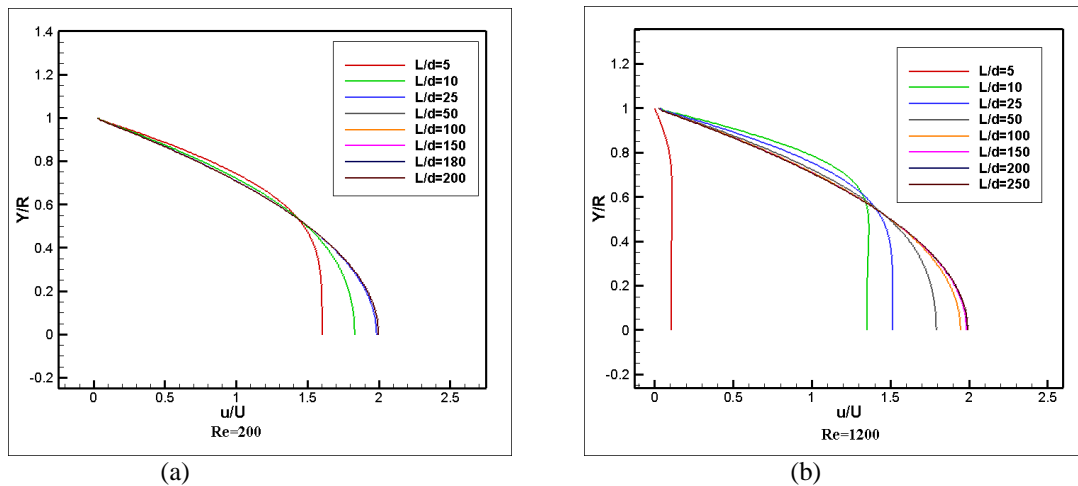 Y/R
1.4
1.2
1
0.8
0.6
0.4
0.2
0
-0.2
L/d=5
L/d=10
L/d=25
L/d=50
L/d=100
L/d=150
L/d=180
L/d=200
0 0.5 1 1.5 2 2.5
u/U
Re=200
(a)
Y/R
1.2
1
0.8
0.6
0.4
0.2
0
-0.2
L/d=5
L/d=10
L/d=25
L/d=50
L/d=100
L/d=150
L/d=200
L/d=250
0 0.5 1 1.5 2 2.5
u/U
Re=1200
(b)